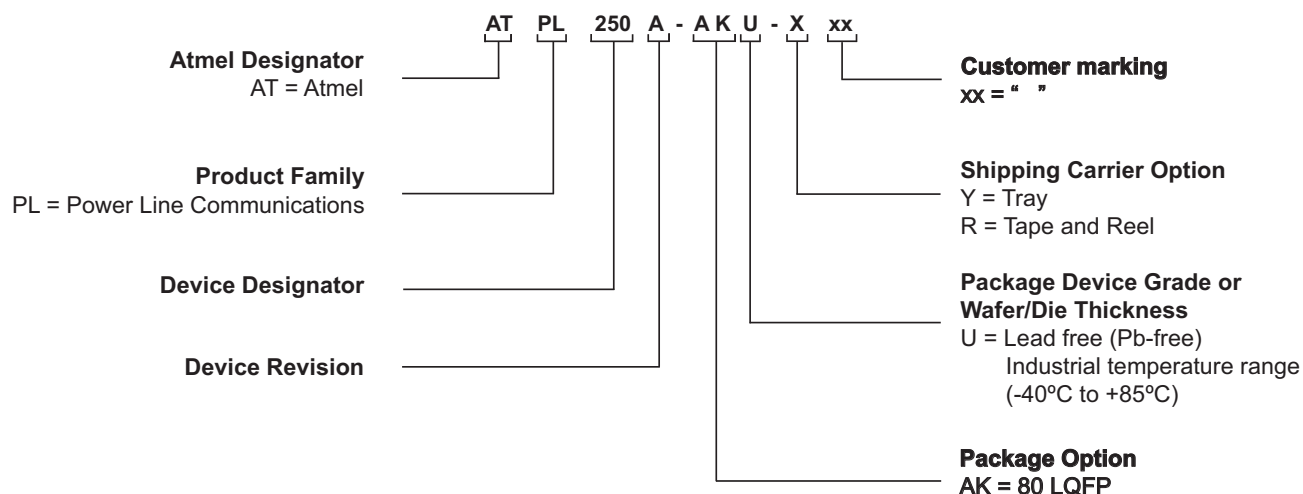 AT PL 250 A - A K U - X xx
Atmel Designator
AT = Atmel
Product Family
PL = Power Line Communications
Device Designator
Device Revision
Customer marking
xx = “ ”
Shipping Carrier Option
Y = Tray
R = Tape and Reel
Package Device Grade or
Wafer/Die Thickness
U = Lead free (Pb-free)
Industrial temperature range
(-40ºC to +85ºC)
Package Option
AK = 80 LQFP